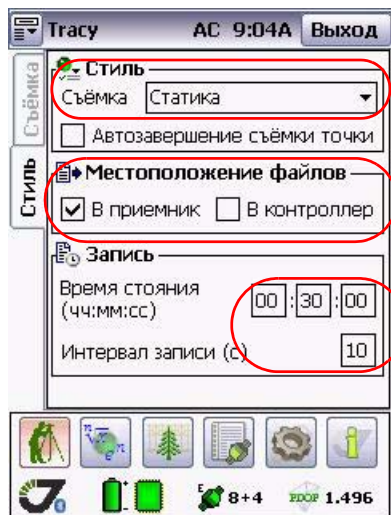 Tracy AC 9:04A Выход
Съёмка
Стиль
Стиль
Съёмка Статика
Автозавершение съёмки точки
Местоположение файлов
В приемник В контроллер
Запись
Время стояния
(чч:мм:сс)
00 : 30 : 00
Интервал записи (с) 10
0 8+4 PDOP 1.496